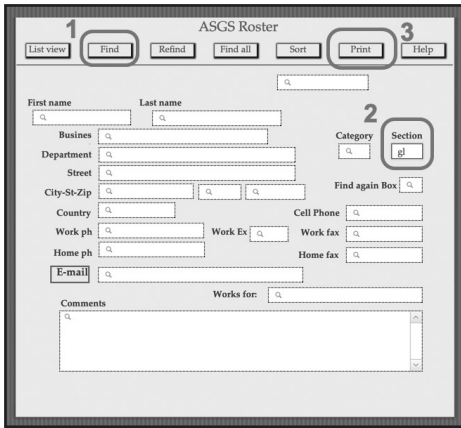 ASGS Roster
1
3
List view Find Refind Find all Sort Print Help
First name Last name
2
Busines Category Section
gl
Department
Street
City-St-Zip Find again Box
Country Cell Phone
Work ph Work Ex Work fax
Home ph Home fax
E-mail
Works for:
Comments